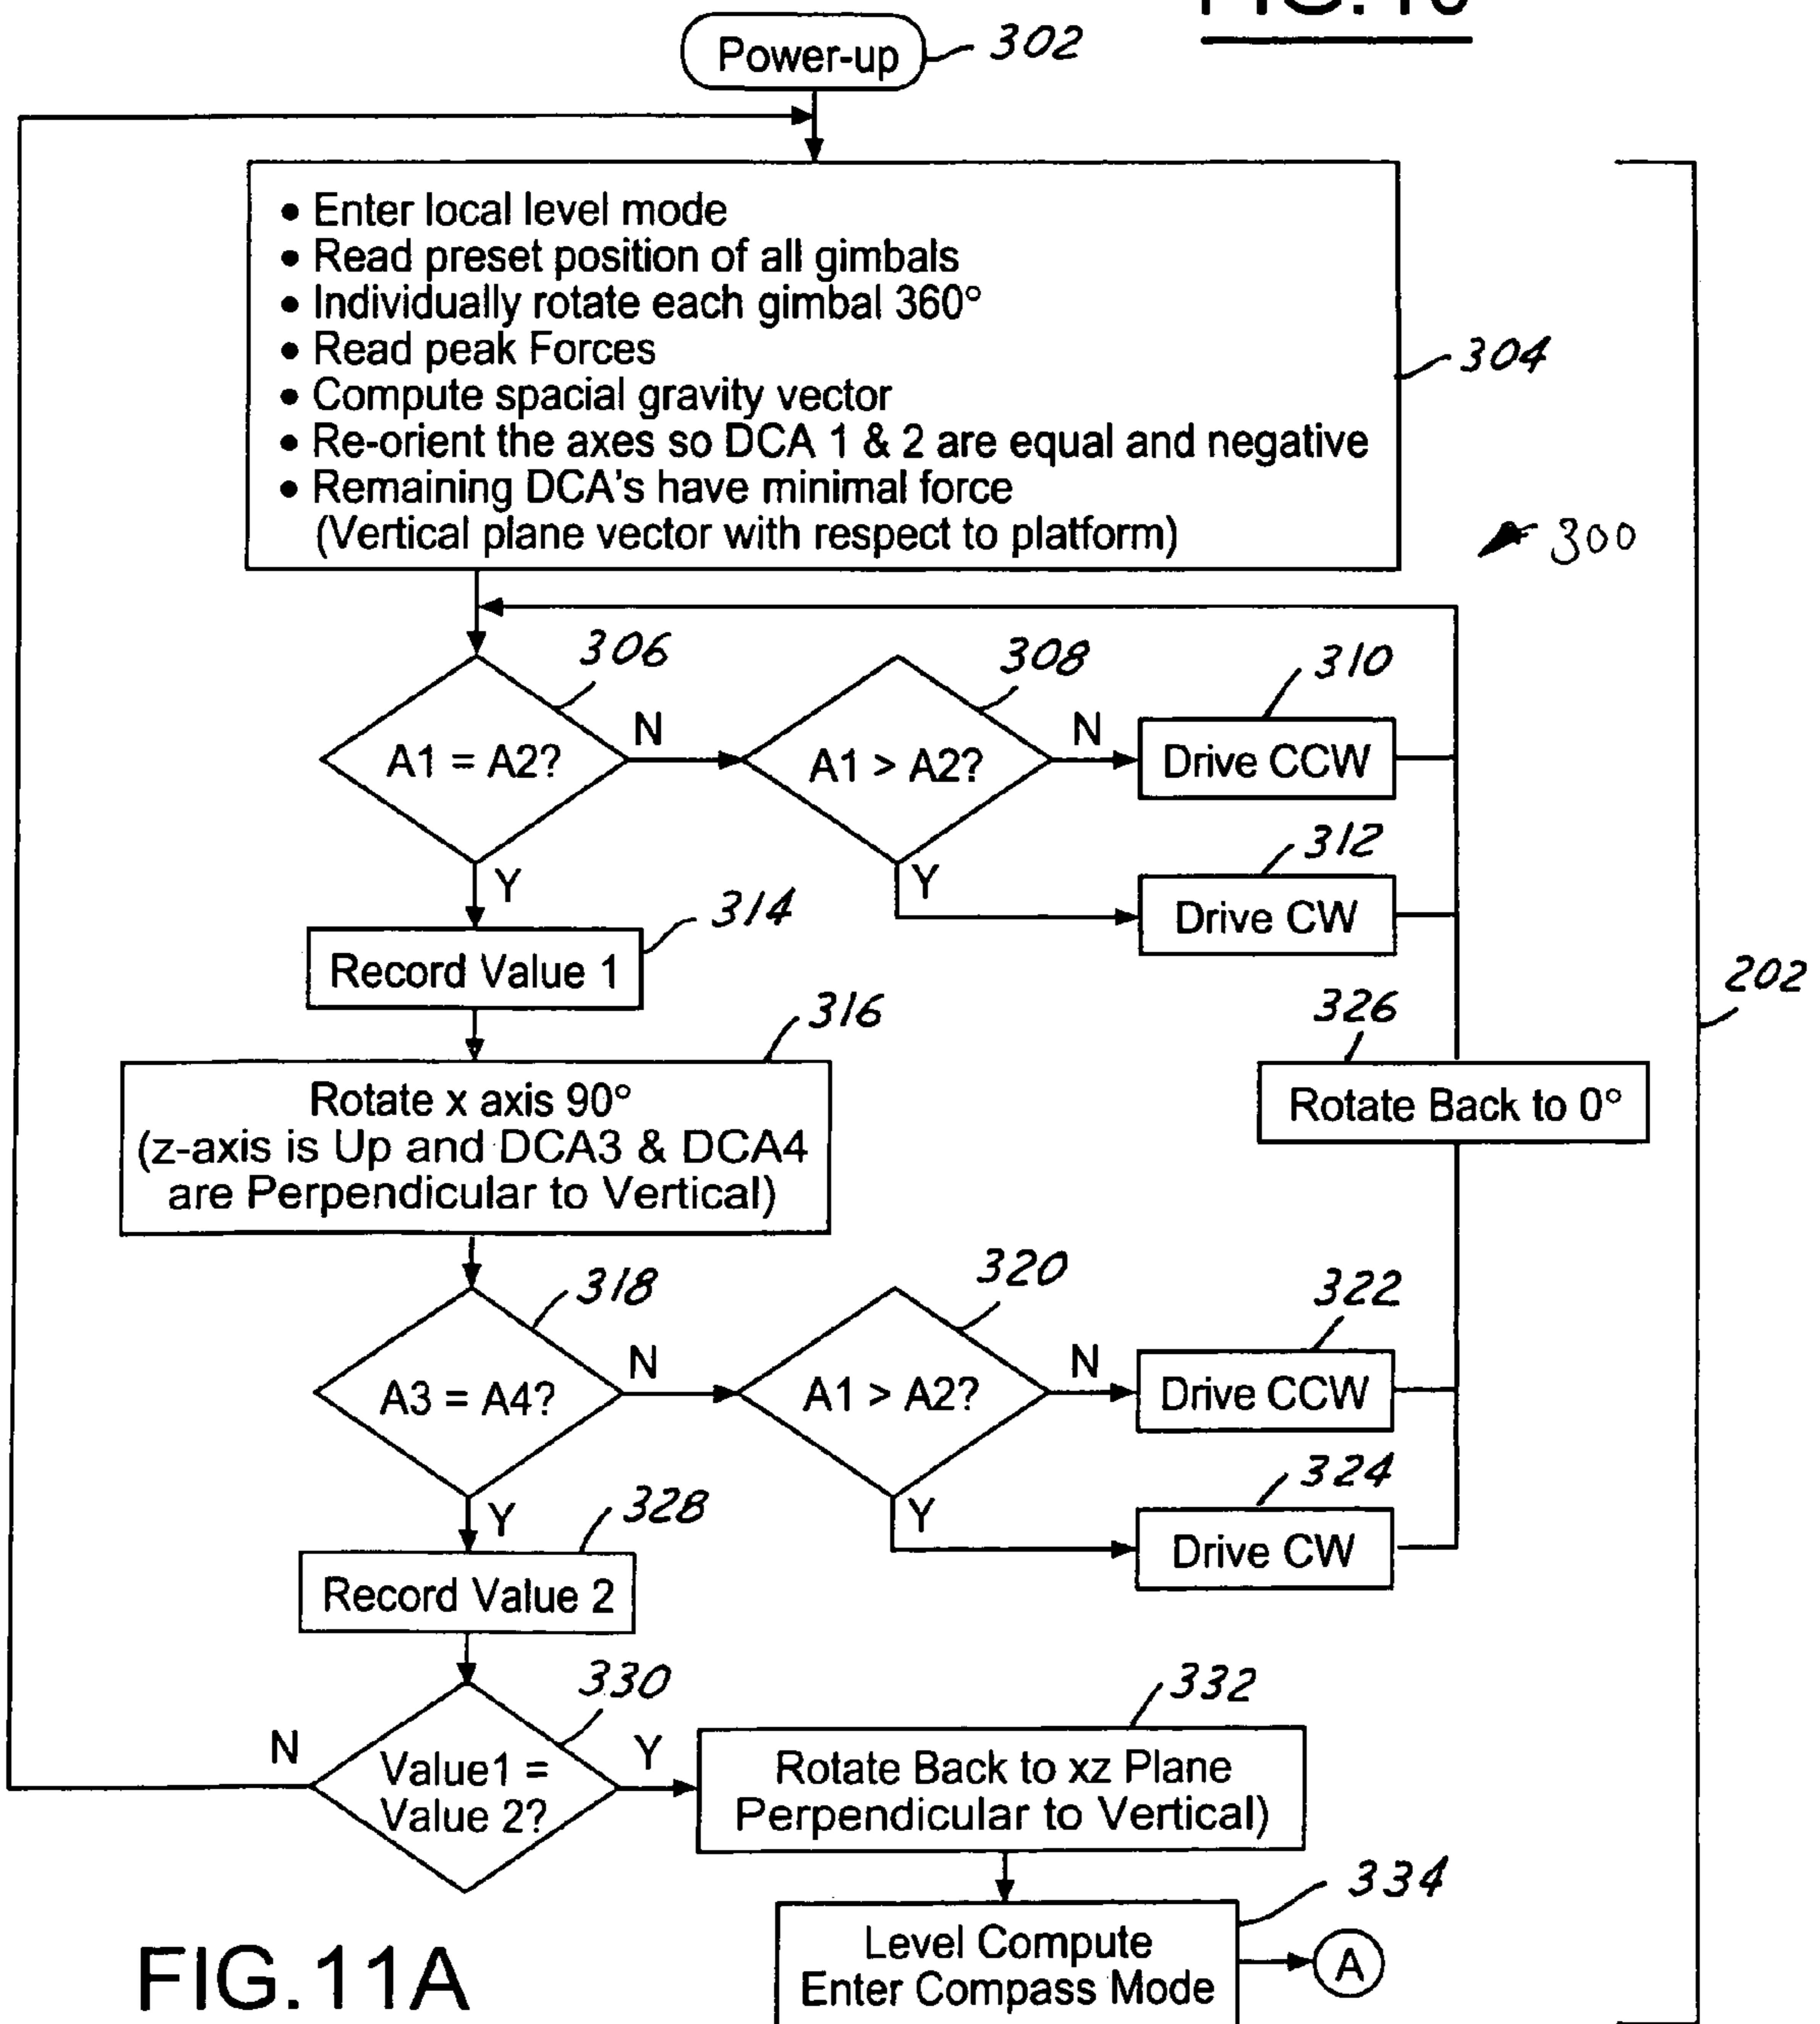 Power-up
302
• Enter local level mode
• Read preset position of all gimbals
• Individually rotate each gimbal 360°
• Read peak Forces
• Compute spacial gravity vector
• Re-orient the axes so DCA 1 & 2 are equal and negative
• Remaining DCA's have minimal force
(Vertical plane vector with respect to platform)
304
300
306
308
310
A1 = A2?
N
A1 > A2?
N
Drive CCW
312
Y
Y
Drive CW
314
Record Value 1
202
316
326
Rotate x axis 90°
(z-axis is Up and DCA3 & DCA4
are Perpendicular to Vertical)
Rotate Back to 0°
318
320
322
A3 = A4?
N
A1 > A2?
N
Drive CCW
324
Y
Y
Drive CW
328
Record Value 2
330
332
N
Value1 =
Value 2?
Y
Rotate Back to xz Plane
Perpendicular to Vertical)
334
Level Compute
Enter Compass Mode
A
FIG.11A